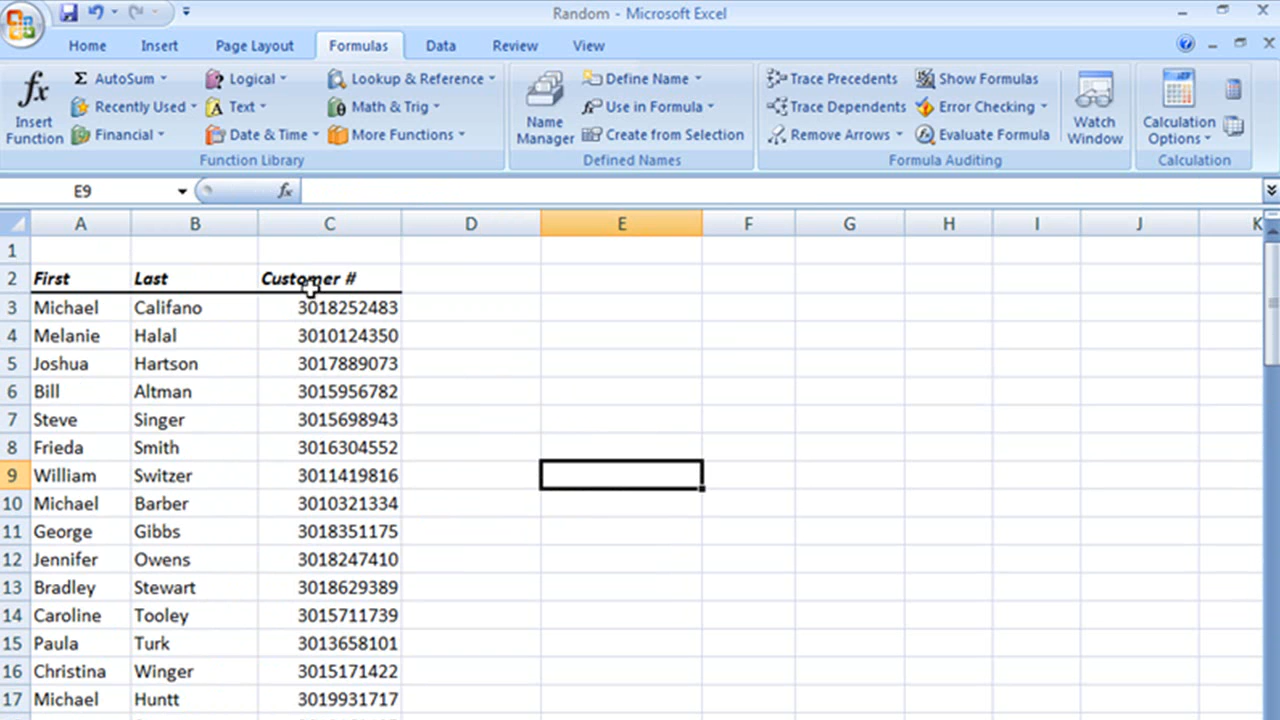 Random - Microsoft Excel
Home Insert Page Layout Formulas Data Review View
fx Σ AutoSum Logical Lookup & Reference Define Name Trace Precedents Show Formulas
Recently Used Text Math & Trig Use in Formula Trace Dependents Error Checking
Insert Function Financial Date & Time More Functions Name Manager Create from Selection Remove Arrows Evaluate Formula Watch Window Calculation Options
Function Library Defined Names Formula Auditing Calculation
E9 fx
A B C D E F G H I J K
1
2 First Last Customer #
3 Michael Califano 3018252483
4 Melanie Halal 3010124350
5 Joshua Hartson 3017889073
6 Bill Altman 3015956782
7 Steve Singer 3015698943
8 Frieda Smith 3016304552
9 William Switzer 3011419816
10 Michael Barber 3010321334
11 George Gibbs 3018351175
12 Jennifer Owens 3018247410
13 Bradley Stewart 3018629389
14 Caroline Tooley 3015711739
15 Paula Turk 3013658101
16 Christina Winger 3015171422
17 Michael Huntt 3019931717